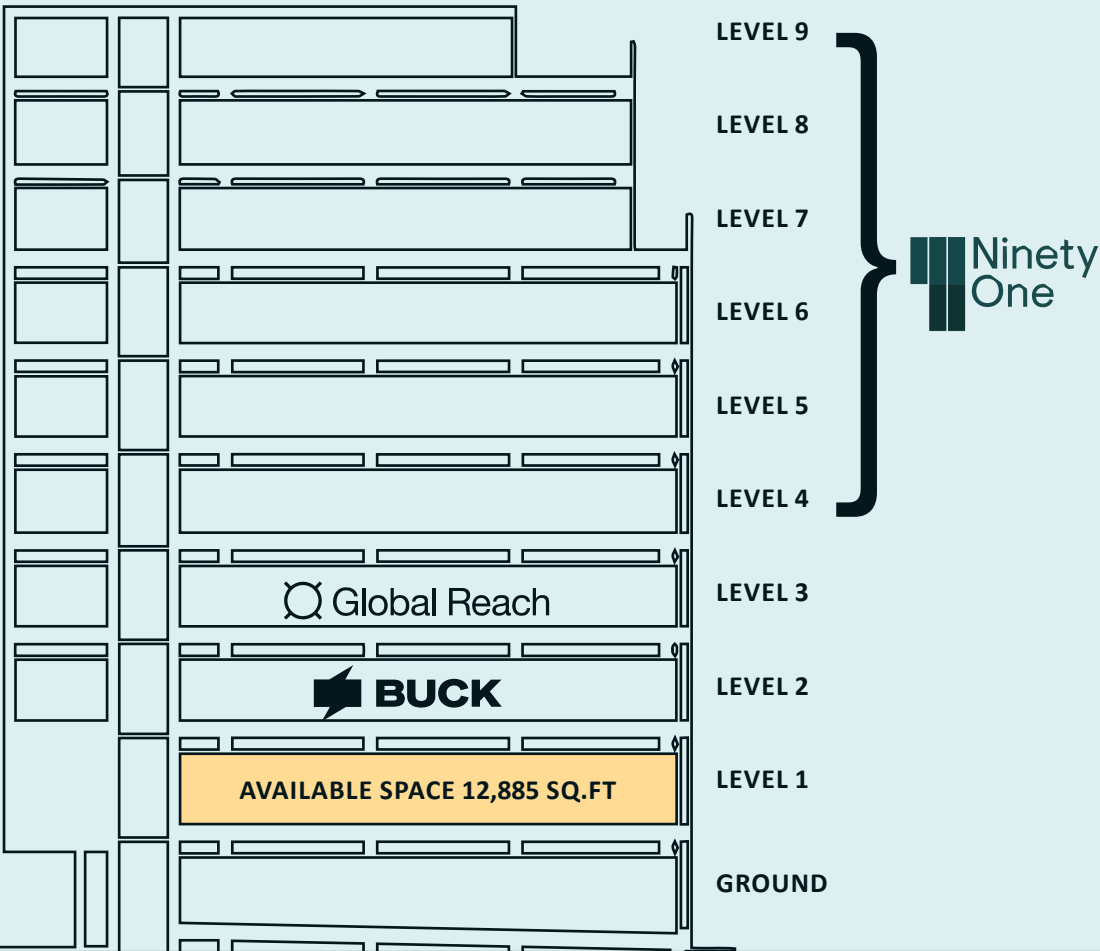 LEVEL 9
LEVEL 8
LEVEL 7
Ninety
One
LEVEL 6
LEVEL 5
LEVEL 4
Global Reach
LEVEL 3
BUCK
LEVEL 2
AVAILABLE SPACE 12,885 SQ.FT
LEVEL 1
GROUND